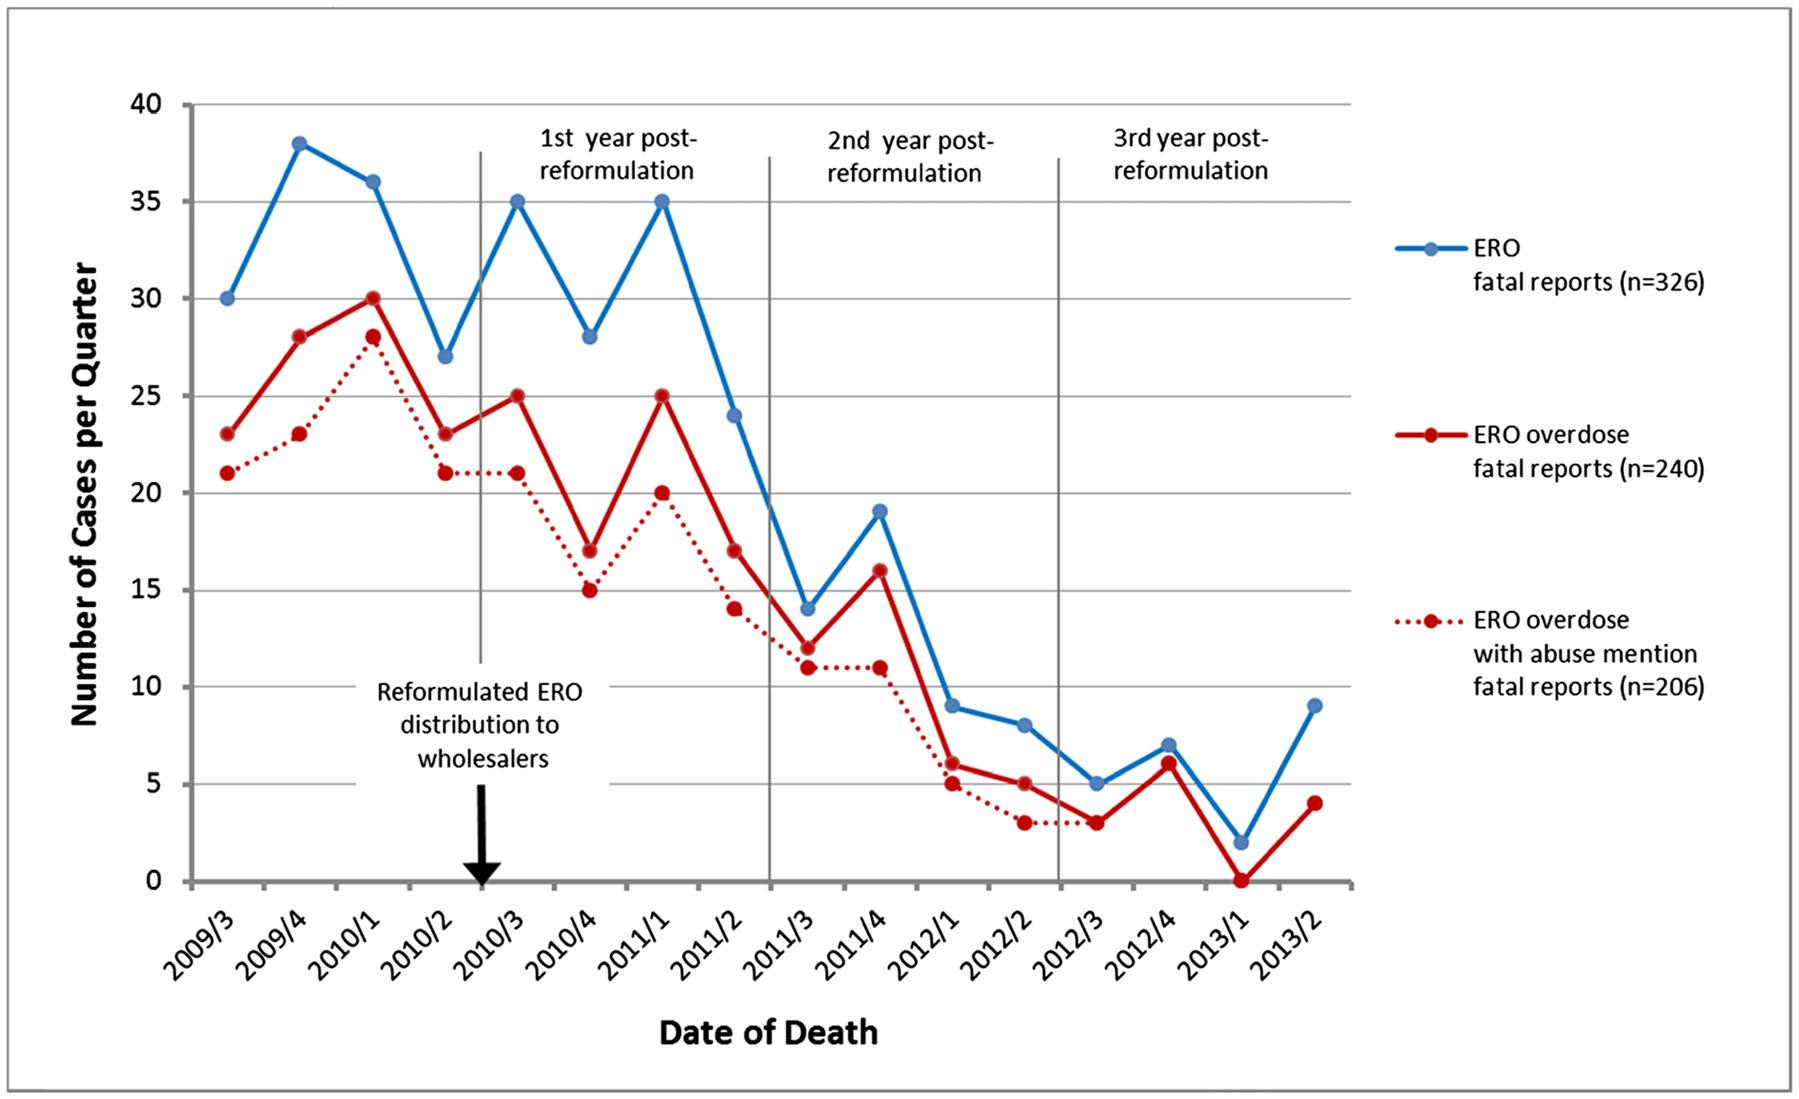 40
35
30
25
20
15
10
5
0
Number of Cases per Quarter
1st year post-
reformulation
2nd year post-
reformulation
3rd year post-
reformulation
Reformulated ERO
distribution to
wholesalers
2009/3
2009/4
2010/1
2010/2
2010/3
2010/4
2011/1
2011/2
2011/3
2011/4
2012/1
2012/2
2012/3
2012/4
2013/1
2013/2
Date of Death
ERO
fatal reports (n=326)
ERO overdose
fatal reports (n=240)
ERO overdose
with abuse mention
fatal reports (n=206)